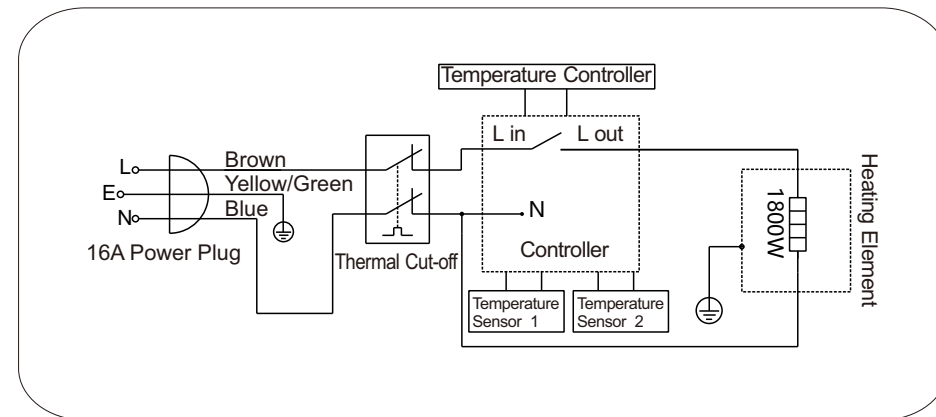 Temperature Controller
L in
L out
L
Brown
E
Yellow/Green
N
Blue
16A Power Plug
Thermal Cut-off
N
Controller
Temperature
Sensor 1
Temperature
Sensor 2
1800W
Heating Element